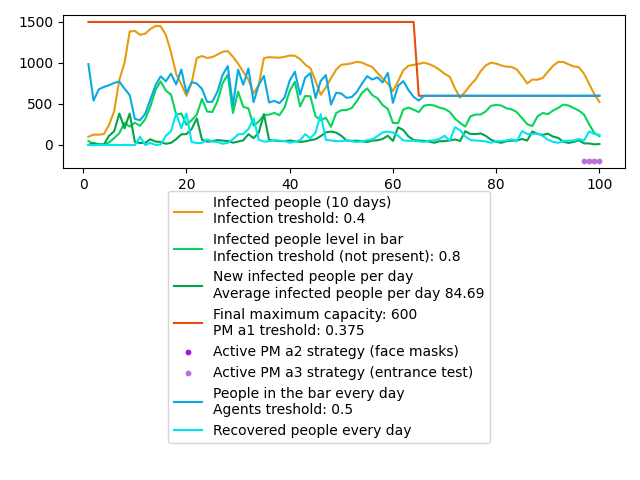 1500
1000
500
0
0
20
40
60
80
100
Infected people (10 days)
Infection treshold: 0.4
Infected people level in bar
Infection treshold (not present): 0.8
New infected people per day
Average infected people per day 84.69
Final maximum capacity: 600
PM a1 treshold: 0.375
Active PM a2 strategy (face masks)
Active PM a3 strategy (entrance test)
People in the bar every day
Agents treshold: 0.5
Recovered people every day